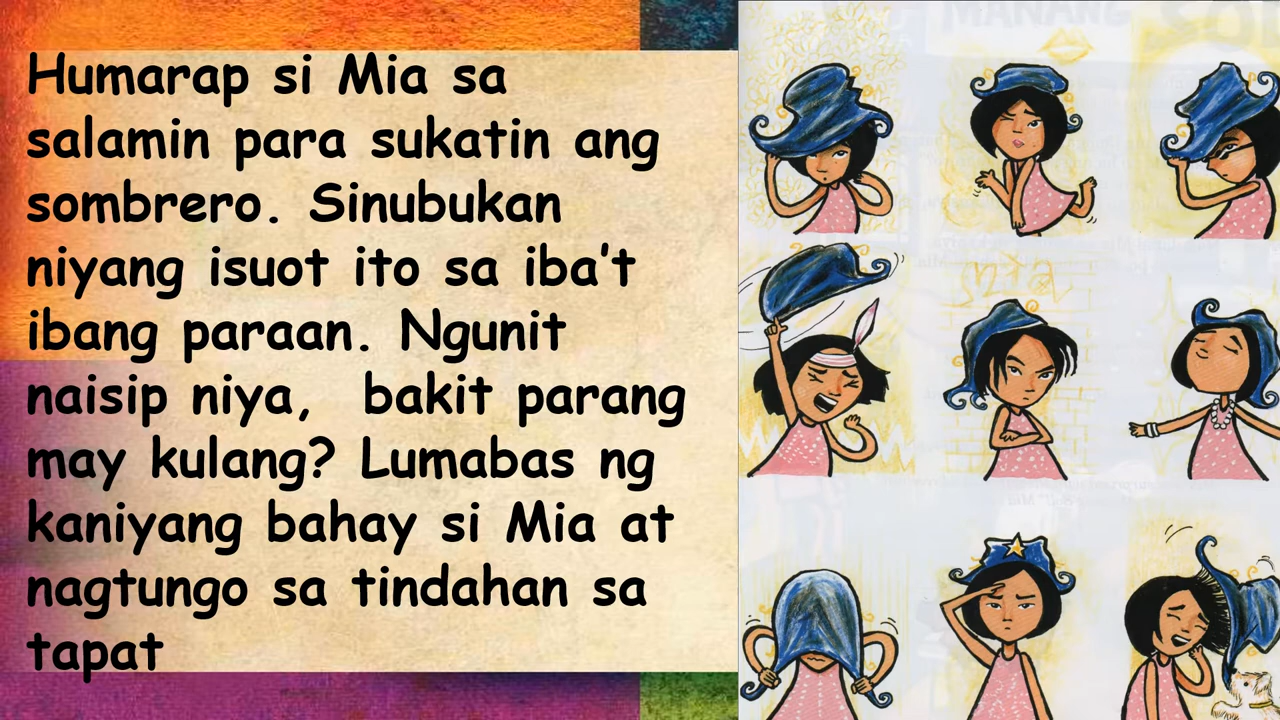 Humarap si Mia sa
salamin para sukatin ang
sombrero. Sinubukan
niyang isuot ito sa iba't
ibang paraan. Ngunit
naisip niya,  bakit parang
may kulang? Lumabas ng
kaniyang bahay si Mia at
nagtungo sa tindahan sa
tapat
MANANG